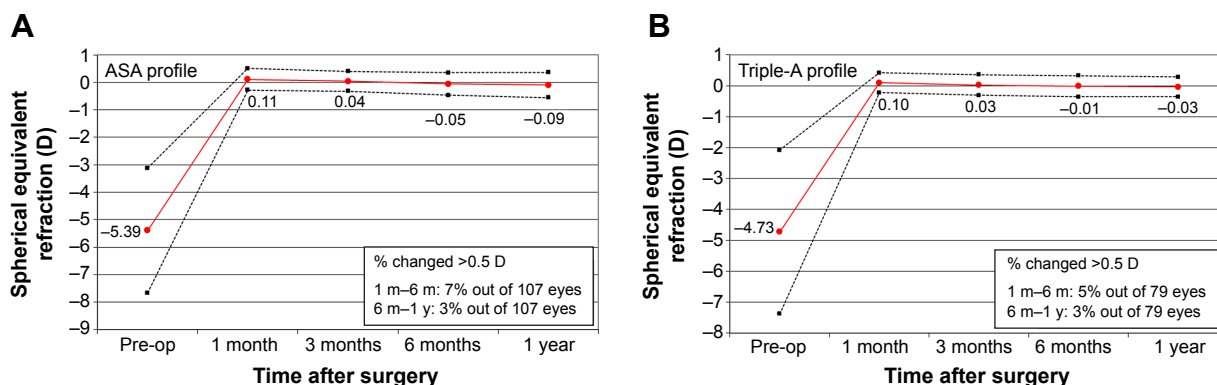 A
ASA profile
Spherical equivalent
refraction (D)
1
0
–1
–2
–3
–4
–5
–6
–7
–8
–9
0.11
0.04
–0.05
–0.09
–5.39
% changed >0.5 D
1 m–6 m: 7% out of 107 eyes
6 m–1 y: 3% out of 107 eyes
Pre-op 1 month 3 months 6 months 1 year
Time after surgery
B
Triple-A profile
Spherical equivalent
refraction (D)
1
0
–1
–2
–3
–4
–5
–6
–7
–8
0.10
0.03
–0.01
–0.03
–4.73
% changed >0.5 D
1 m–6 m: 5% out of 79 eyes
6 m–1 y: 3% out of 79 eyes
Pre-op 1 month 3 months 6 months 1 year
Time after surgery